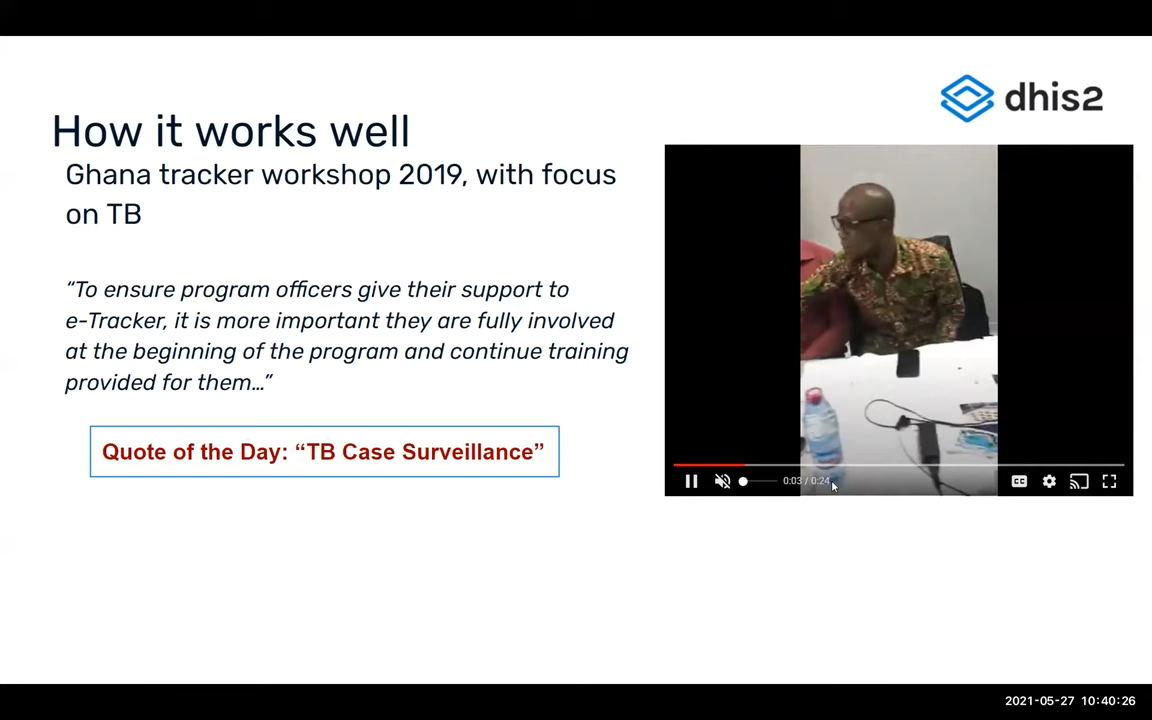 dhis2
How it works well
Ghana tracker workshop 2019, with focus
on TB
“To ensure program officers give their support to
e-Tracker, it is more important they are fully involved
at the beginning of the program and continue training
provided for them…”
Quote of the Day: “TB Case Surveillance”
0:03 / 0:24
CC
2021-05-27 10:40:26